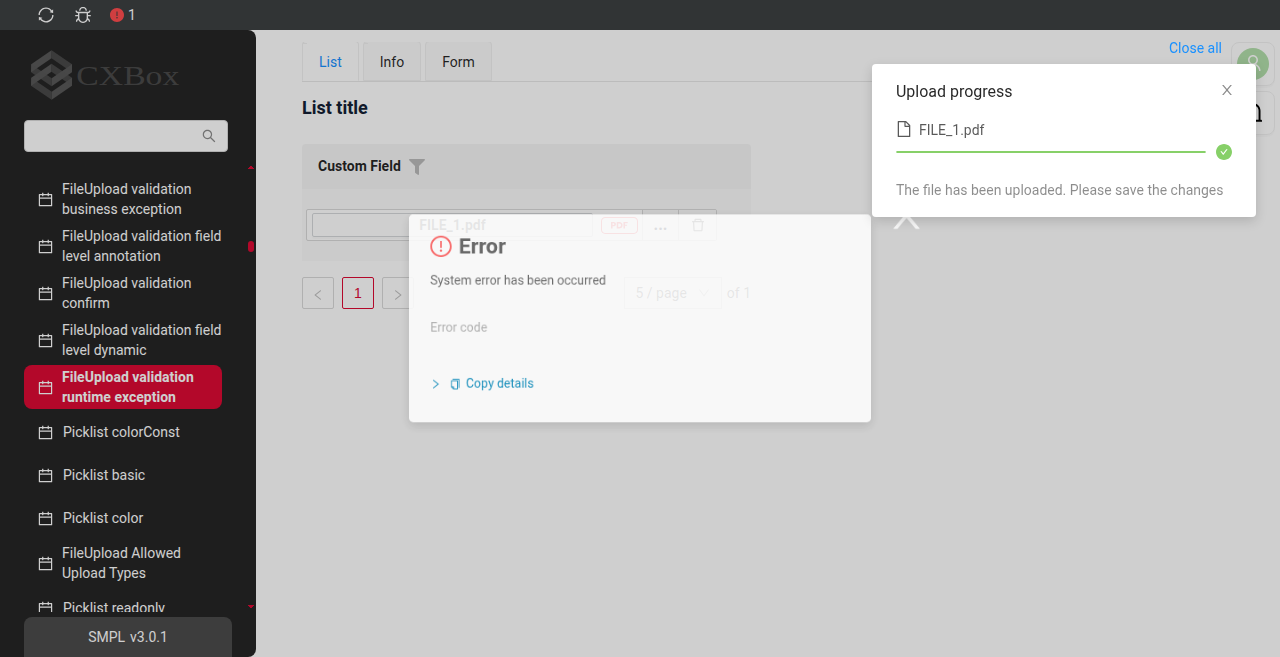 1
CXBox
FileUpload validation
business exception
FileUpload validation field
level annotation
FileUpload validation
confirm
FileUpload validation field
level dynamic
FileUpload validation
runtime exception
Picklist colorConst
Picklist basic
Picklist color
FileUpload Allowed
Upload Types
Picklist readonly
SMPL v3.0.1
List Info Form
List title
Custom Field
FILE_1.pdf PDF ...
< 1 > 5 / page of 1
Error
System error has been occurred
Error code
Copy details
Close all
Upload progress
FILE_1.pdf
The file has been uploaded. Please save the changes